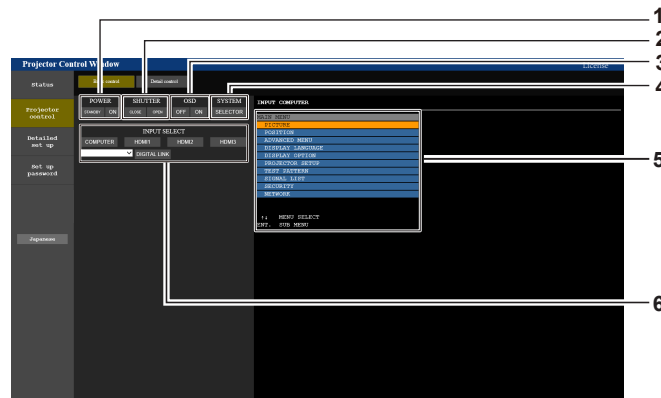 1
2
3
4
Projector Control Window
License
Status
Basic control
Detail control
POWER
SHUTTER
OSD
SYSTEM
STANDBY ON
CLOSE OPEN
OFF ON
SELECTOR
INPUT COMPUTER
Projector
control
INPUT SELECT
COMPUTER HDMI1 HDMI2 HDMI3
DIGITAL LINK
MAIN MENU
PICTURE
POSITION
ADVANCED MENU
DISPLAY LANGUAGE
DISPLAY OPTION
PROJECTOR SETUP
TEST PATTERN
SIGNAL LIST
SECURITY
NETWORK
↑↓ MENU SELECT
ENT. SUB MENU
5
Detailed
set up
Set up
password
Japanese
6